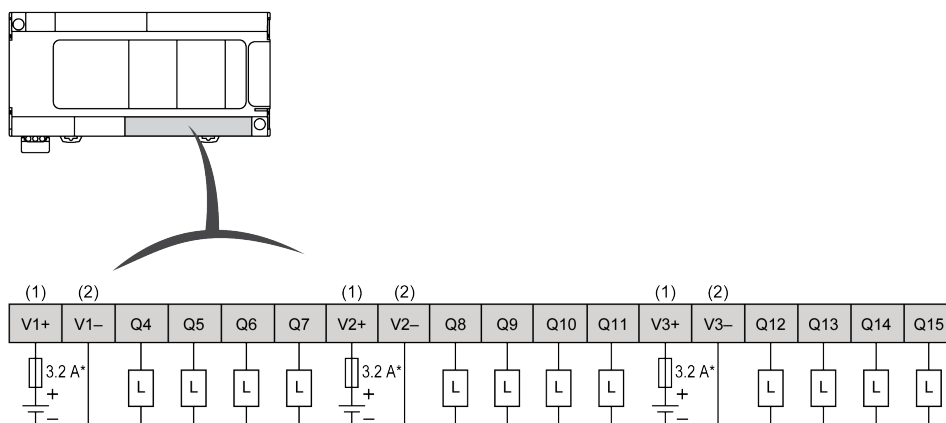 (1) (2) (1) (2) (1) (2)
V1+ V1– Q4 Q5 Q6 Q7 V2+ V2– Q8 Q9 Q10 Q11 V3+ V3– Q12 Q13 Q14 Q15
3.2 A* L L L L 3.2 A* L L L L 3.2 A* L L L L
+ + +
– – –